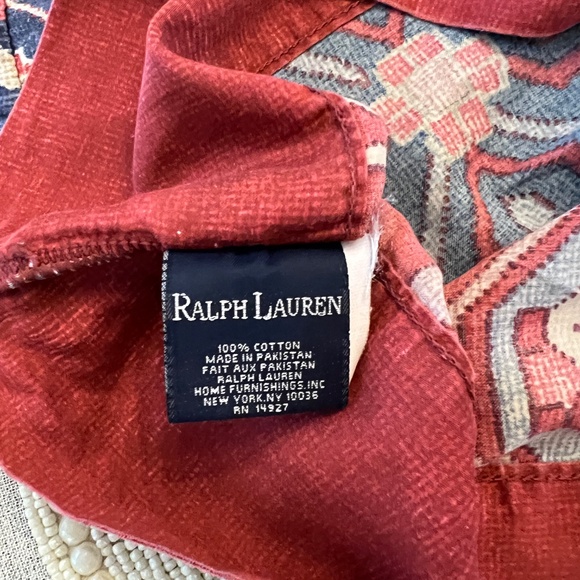 RALPH LAUREN
100% COTTON
MADE IN PAKISTAN
FAIT AUX PAKISTAN
RALPH LAUREN
HOME FURNISHINGS.INC
NEW YORK.NY 10036
RN 14927